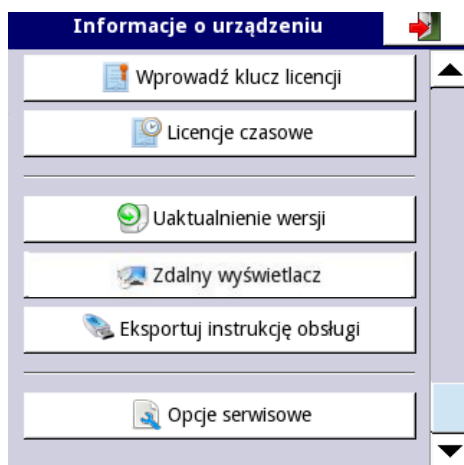 Informacje o urządzeniu
Wprowadź klucz licencji
Licencje czasowe
Uaktualnienie wersji
Zdalny wyświetlacz
Eksportuj instrukcję obsługi
Opcje serwisowe